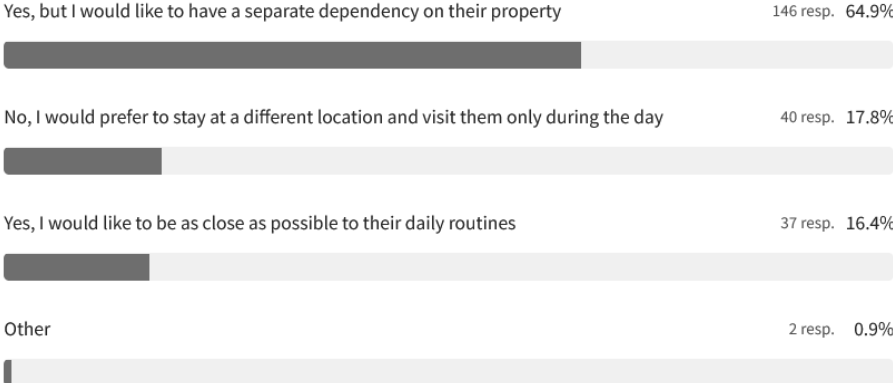 Yes, but I would like to have a separate dependency on their property 146 resp. 64.9%
No, I would prefer to stay at a different location and visit them only during the day 40 resp. 17.8%
Yes, I would like to be as close as possible to their daily routines 37 resp. 16.4%
Other 2 resp. 0.9%